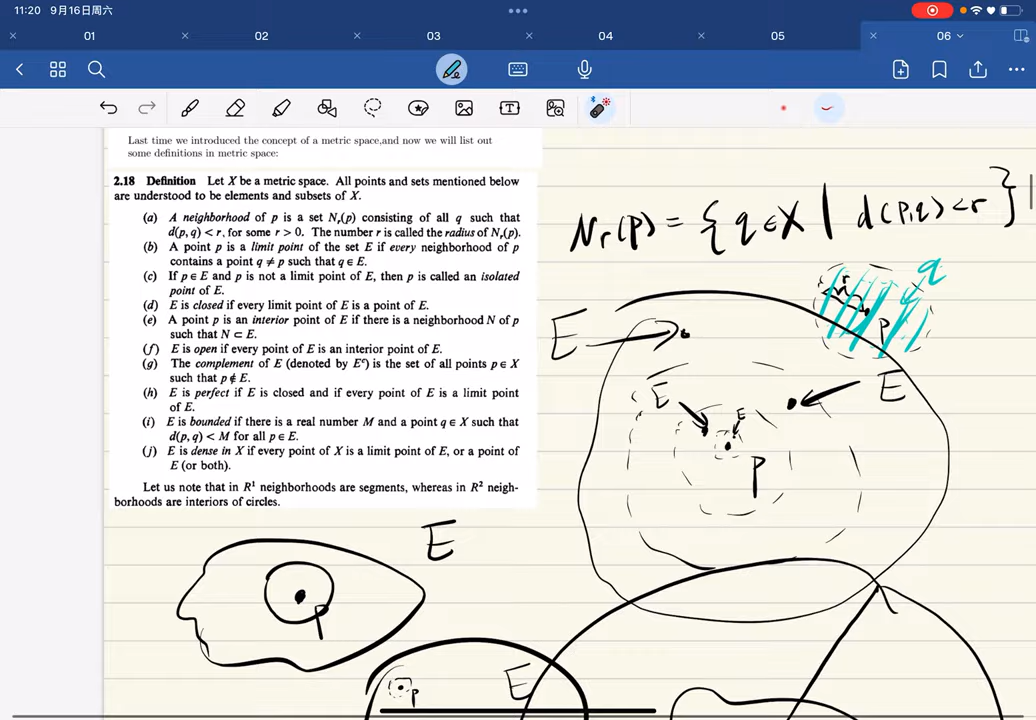 11:20 9月16日周六
01 02 03 04 05 06
T
Last time we introduced the concept of a metric space,and now we will list out
some definitions in metric space:
2.18 Definition Let X be a metric space. All points and sets mentioned below
are understood to be elements and subsets of X.
(a) A neighborhood of p is a set Nr(p) consisting of all q such that
d(p, q) < r, for some r > 0. The number r is called the radius of Nr(p).
(b) A point p is a limit point of the set E if every neighborhood of p
contains a point q ≠ p such that q ∈ E.
(c) If p ∈ E and p is not a limit point of E, then p is called an isolated
point of E.
(d) E is closed if every limit point of E is a point of E.
(e) A point p is an interior point of E if there is a neighborhood N of p
such that N ⊂ E.
(f) E is open if every point of E is an interior point of E.
(g) The complement of E (denoted by Eᶜ) is the set of all points p ∈ X
such that p ∉ E.
(h) E is perfect if E is closed and if every point of E is a limit point
of E.
(i) E is bounded if there is a real number M and a point q ∈ X such that
d(p, q) < M for all p ∈ E.
(j) E is dense in X if every point of X is a limit point of E, or a point of
E (or both).
Let us note that in R¹ neighborhoods are segments, whereas in R² neigh-
borhoods are interiors of circles.
Nr(p) = { q ∈ X | d(p,q) < r }
r
q
p
E
E
E
E
p
E
p
E
p